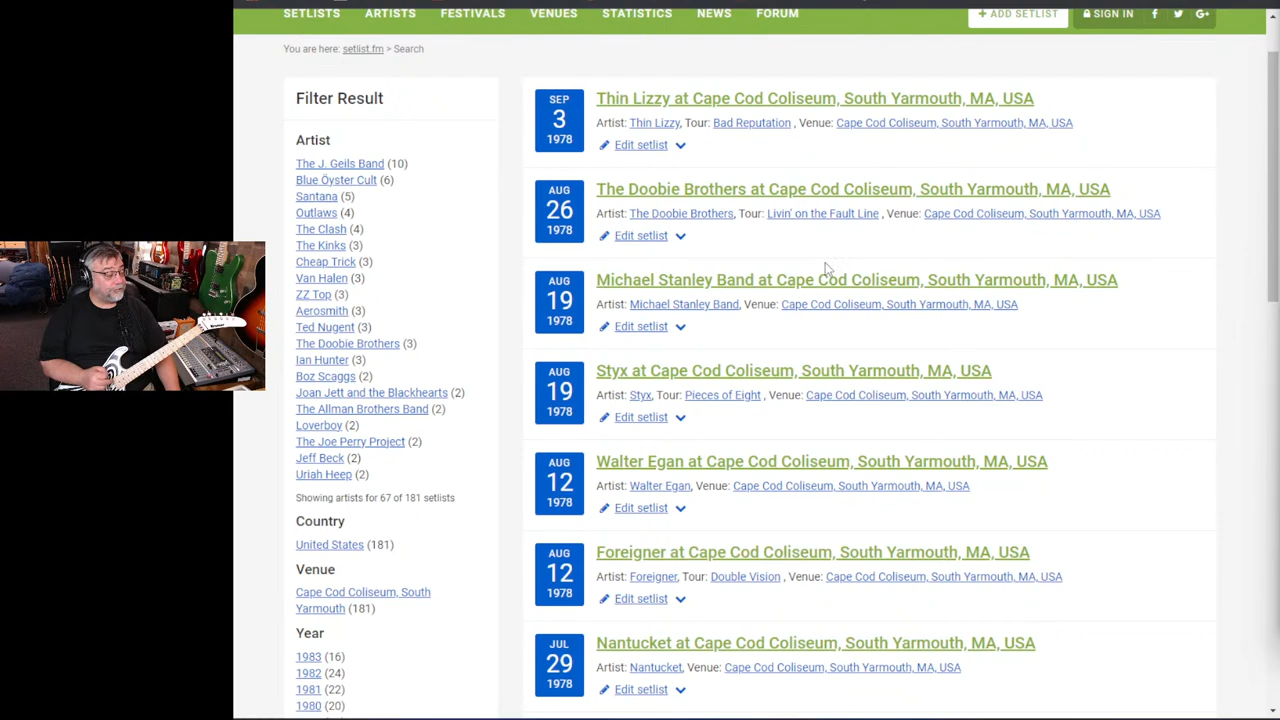 SETLISTS ARTISTS FESTIVALS VENUES STATISTICS NEWS FORUM + ADD SETLIST SIGN IN
You are here: setlist.fm > Search
Filter Result
Artist
The J. Geils Band (10)
Blue Öyster Cult (6)
Santana (5)
Outlaws (4)
The Clash (4)
The Kinks (3)
Cheap Trick (3)
Van Halen (3)
ZZ Top (3)
Aerosmith (3)
Ted Nugent (3)
The Doobie Brothers (3)
Ian Hunter (3)
Boz Scaggs (2)
Joan Jett and the Blackhearts (2)
The Allman Brothers Band (2)
Loverboy (2)
The Joe Perry Project (2)
Jeff Beck (2)
Uriah Heep (2)
Showing artists for 67 of 181 setlists
Country
United States (181)
Venue
Cape Cod Coliseum, South
Yarmouth (181)
Year
1983 (16)
1982 (24)
1981 (22)
1980 (20)
SEP
3
1978
Thin Lizzy at Cape Cod Coliseum, South Yarmouth, MA, USA
Artist: Thin Lizzy, Tour: Bad Reputation , Venue: Cape Cod Coliseum, South Yarmouth, MA, USA
Edit setlist
AUG
26
1978
The Doobie Brothers at Cape Cod Coliseum, South Yarmouth, MA, USA
Artist: The Doobie Brothers, Tour: Livin' on the Fault Line , Venue: Cape Cod Coliseum, South Yarmouth, MA, USA
Edit setlist
AUG
19
1978
Michael Stanley Band at Cape Cod Coliseum, South Yarmouth, MA, USA
Artist: Michael Stanley Band, Venue: Cape Cod Coliseum, South Yarmouth, MA, USA
Edit setlist
AUG
19
1978
Styx at Cape Cod Coliseum, South Yarmouth, MA, USA
Artist: Styx, Tour: Pieces of Eight , Venue: Cape Cod Coliseum, South Yarmouth, MA, USA
Edit setlist
AUG
12
1978
Walter Egan at Cape Cod Coliseum, South Yarmouth, MA, USA
Artist: Walter Egan, Venue: Cape Cod Coliseum, South Yarmouth, MA, USA
Edit setlist
AUG
12
1978
Foreigner at Cape Cod Coliseum, South Yarmouth, MA, USA
Artist: Foreigner, Tour: Double Vision , Venue: Cape Cod Coliseum, South Yarmouth, MA, USA
Edit setlist
JUL
29
1978
Nantucket at Cape Cod Coliseum, South Yarmouth, MA, USA
Artist: Nantucket, Venue: Cape Cod Coliseum, South Yarmouth, MA, USA
Edit setlist